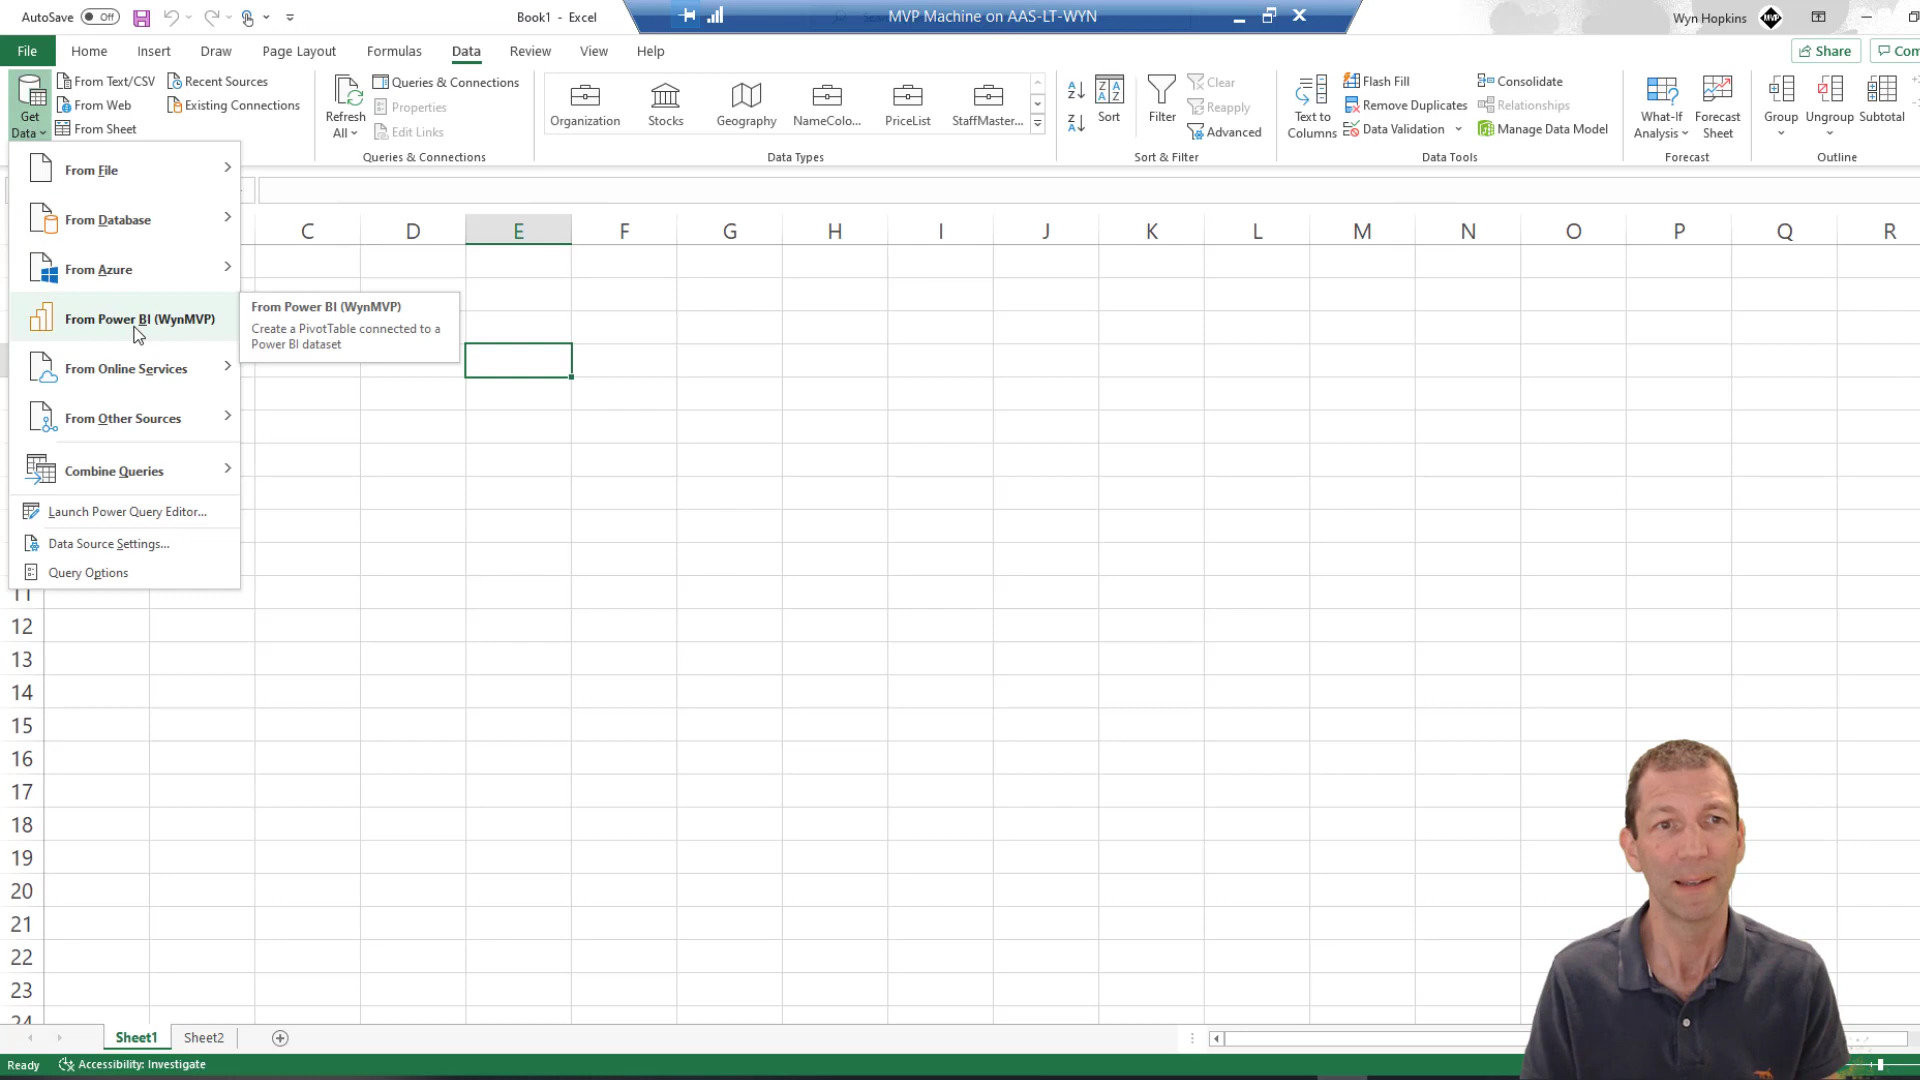 AutoSave Off
Book1 - Excel
MVP Machine on AAS-LT-WYN
Wyn Hopkins
MVP
File Home Insert Draw Page Layout Formulas Data Review View Help
Share
Com
Get Data
From Text/CSV
From Web
From Sheet
Recent Sources
Existing Connections
Refresh All
Queries & Connections
Properties
Edit Links
Queries & Connections
Organization
Stocks
Geography
NameColo...
PriceList
StaffMaster...
Data Types
Sort
Filter
Clear
Reapply
Advanced
Sort & Filter
Text to Columns
Flash Fill
Remove Duplicates
Data Validation
Consolidate
Relationships
Manage Data Model
Data Tools
What-If Analysis
Forecast Sheet
Forecast
Group
Ungroup
Subtotal
Outline
From File
From Database
From Azure
From Power BI (WynMVP)
From Online Services
From Other Sources
Combine Queries
Launch Power Query Editor...
Data Source Settings...
Query Options
From Power BI (WynMVP)
Create a PivotTable connected to a
Power BI dataset
C D E F G H I J K L M N O P Q R
11
12
13
14
15
16
17
18
19
20
21
22
23
24
Sheet1 Sheet2
Ready
Accessibility: Investigate